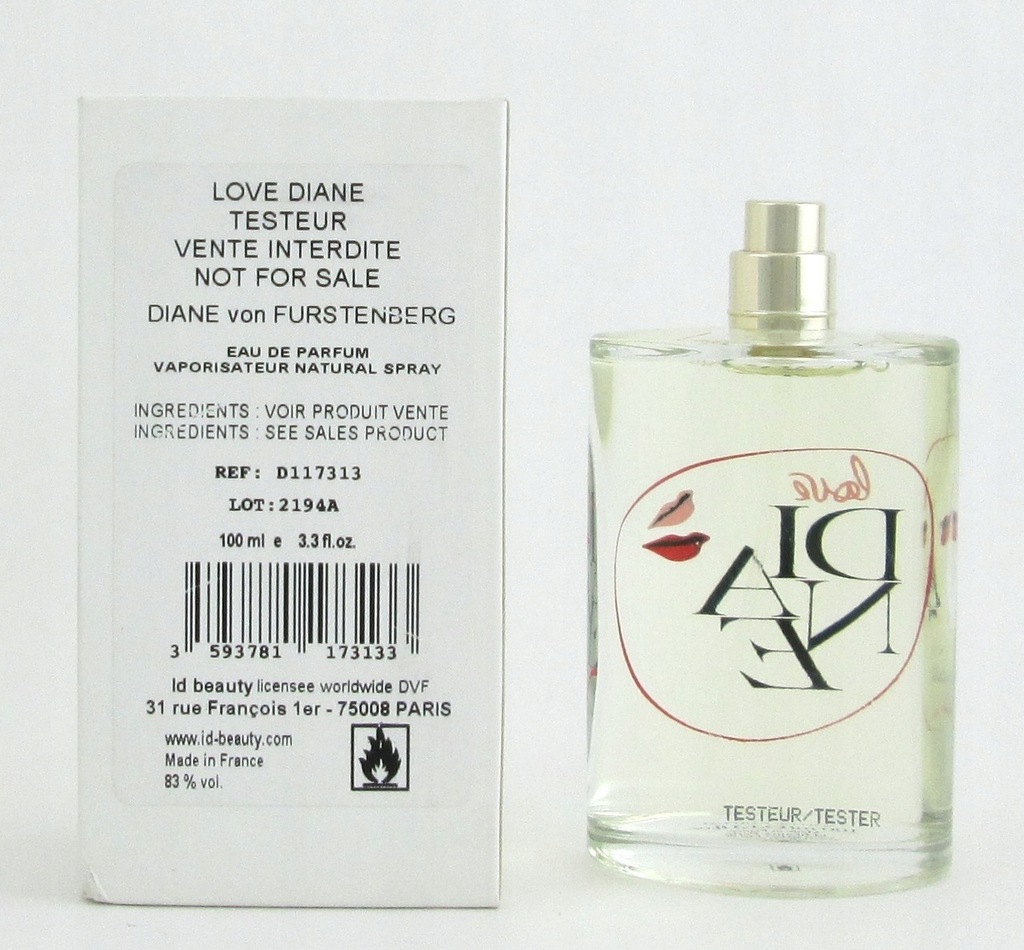 LOVE DIANE
TESTEUR
VENTE INTERDITE
NOT FOR SALE
DIANE von FURSTENBERG
EAU DE PARFUM
VAPORISATEUR NATURAL SPRAY
INGREDIENTS : VOIR PRODUIT VENTE
INGREDIENTS : SEE SALES PRODUCT
REF: D117313
LOT:2194A
100 ml e 3.3 fl.oz.
3 593781 173133
Id beauty licensee worldwide DVF
31 rue François 1er - 75008 PARIS
www.id-beauty.com
Made in France
83 % vol.
love
DI
ANE
TESTEUR/TESTER